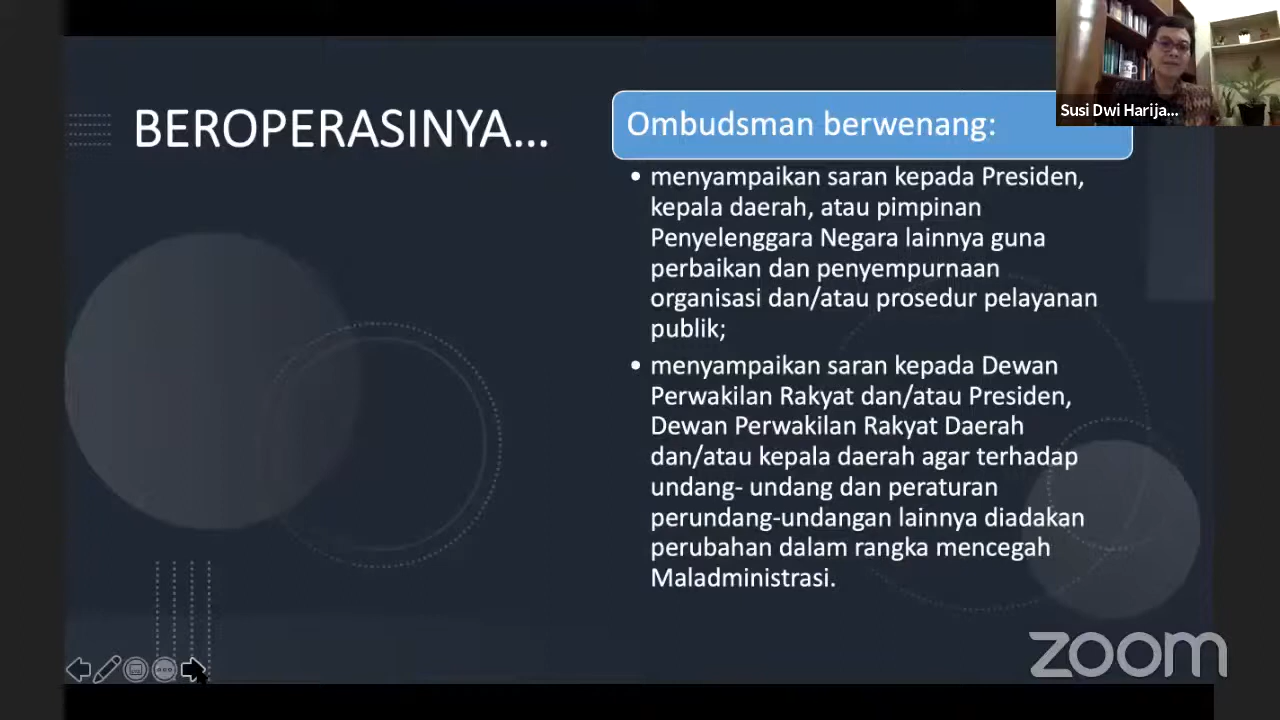 BEROPERASINYA...
Ombudsman berwenang:
Susi Dwi Harija...
• menyampaikan saran kepada Presiden,
kepala daerah, atau pimpinan
Penyelenggara Negara lainnya guna
perbaikan dan penyempurnaan
organisasi dan/atau prosedur pelayanan
publik;
• menyampaikan saran kepada Dewan
Perwakilan Rakyat dan/atau Presiden,
Dewan Perwakilan Rakyat Daerah
dan/atau kepala daerah agar terhadap
undang- undang dan peraturan
perundang-undangan lainnya diadakan
perubahan dalam rangka mencegah
Maladministrasi.
zoom